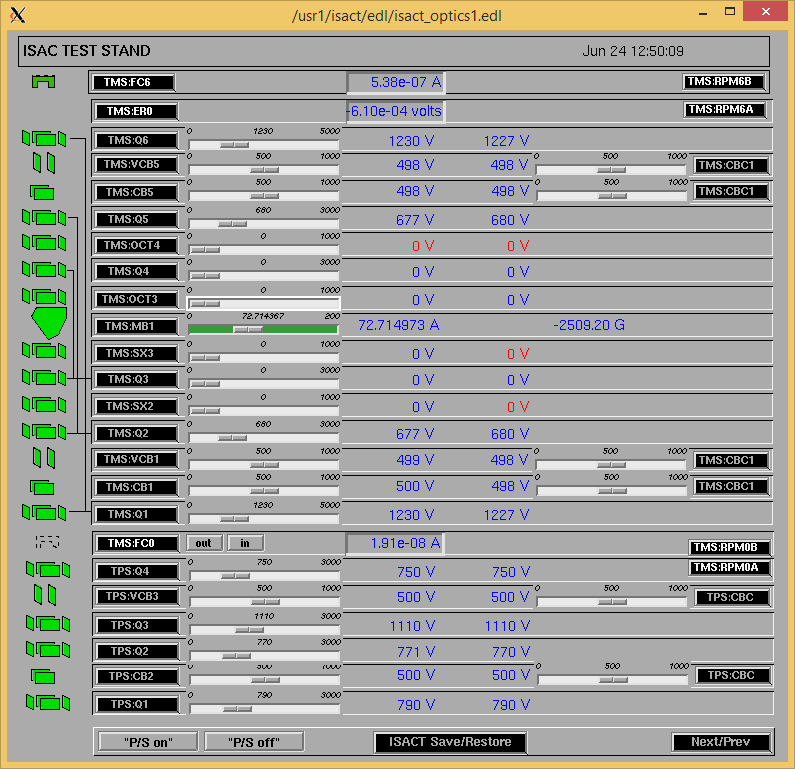 /usr1/isact/edl/isact_optics1.edl
ISAC TEST STAND Jun 24 12:50:09
TMS:FC6 5.38e-07 A TMS:RPM6B
TMS:ER0 -6.10e-04 volts TMS:RPM6A
TMS:Q6 0 1230 5000 1230 V 1227 V
TMS:VCB5 0 500 1000 498 V 498 V 0 500 1000 TMS:CBC1
TMS:CB5 0 500 1000 498 V 498 V 0 500 1000 TMS:CBC1
TMS:Q5 0 680 3000 677 V 680 V
TMS:OCT4 0 0 1000 0 V 0 V
TMS:Q4 0 0 3000 0 V 0 V
TMS:OCT3 0 0 1000 0 V 0 V
TMS:MB1 0 72.714367 200 72.714973 A -2509.20 G
TMS:SX3 0 0 1000 0 V 0 V
TMS:Q3 0 0 3000 0 V 0 V
TMS:SX2 0 0 1000 0 V 0 V
TMS:Q2 0 680 3000 677 V 680 V
TMS:VCB1 0 500 1000 499 V 498 V 0 500 1000 TMS:CBC1
TMS:CB1 0 500 1000 500 V 498 V 0 500 1000 TMS:CBC1
TMS:Q1 0 1230 5000 1230 V 1227 V
TMS:FC0 out in 1.91e-08 A TMS:RPM0B
TPS:Q4 0 750 3000 750 V 750 V TMS:RPM0A
TPS:VCB3 0 500 1000 500 V 500 V 0 500 1000 TPS:CBC
TPS:Q3 0 1110 3000 1110 V 1110 V
TPS:Q2 0 770 3000 771 V 770 V
TPS:CB2 0 500 1000 500 V 500 V 0 500 1000 TPS:CBC
TPS:Q1 0 790 3000 790 V 790 V
"P/S on" "P/S off" ISACT Save/Restore Next/Prev